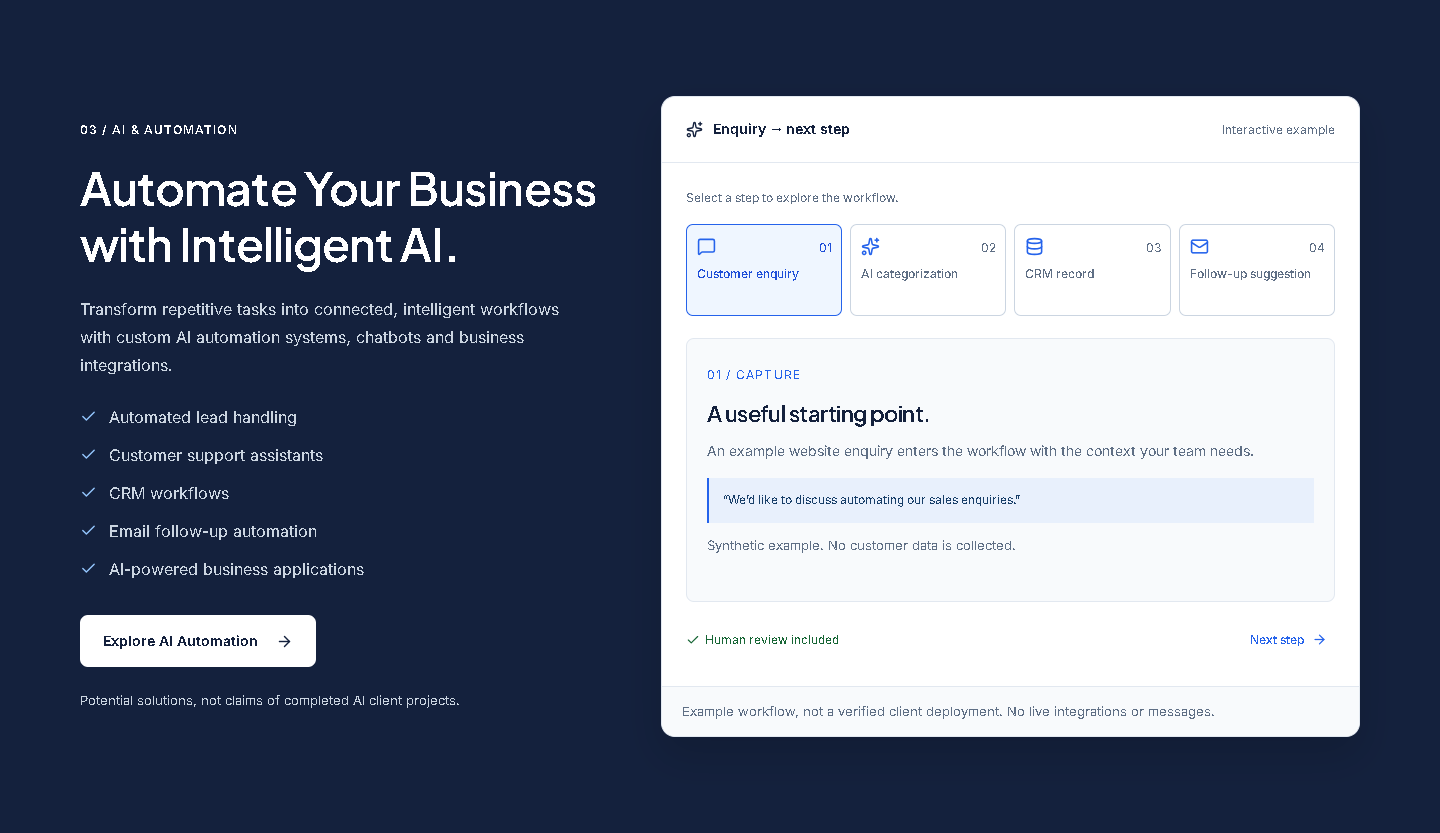 03 / AI & AUTOMATION
Automate Your Business
with Intelligent AI.
Transform repetitive tasks into connected, intelligent workflows
with custom AI automation systems, chatbots and business
integrations.
Automated lead handling
Customer support assistants
CRM workflows
Email follow-up automation
AI-powered business applications
Explore AI Automation →
Potential solutions, not claims of completed AI client projects.
Enquiry → next step
Interactive example
Select a step to explore the workflow.
01
Customer enquiry
02
AI categorization
03
CRM record
04
Follow-up suggestion
01 / CAPTURE
A useful starting point.
An example website enquiry enters the workflow with the context your team needs.
“We’d like to discuss automating our sales enquiries.”
Synthetic example. No customer data is collected.
Human review included
Next step →
Example workflow, not a verified client deployment. No live integrations or messages.